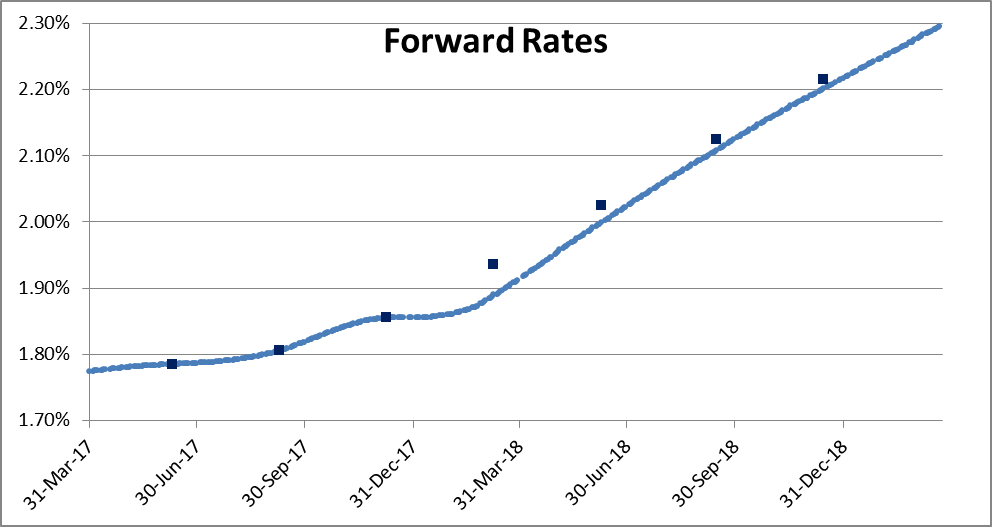 Forward Rates
2.30%
2.20%
2.10%
2.00%
1.90%
1.80%
1.70%
31-Mar-17
30-Jun-17
30-Sep-17
31-Dec-17
31-Mar-18
30-Jun-18
30-Sep-18
31-Dec-18